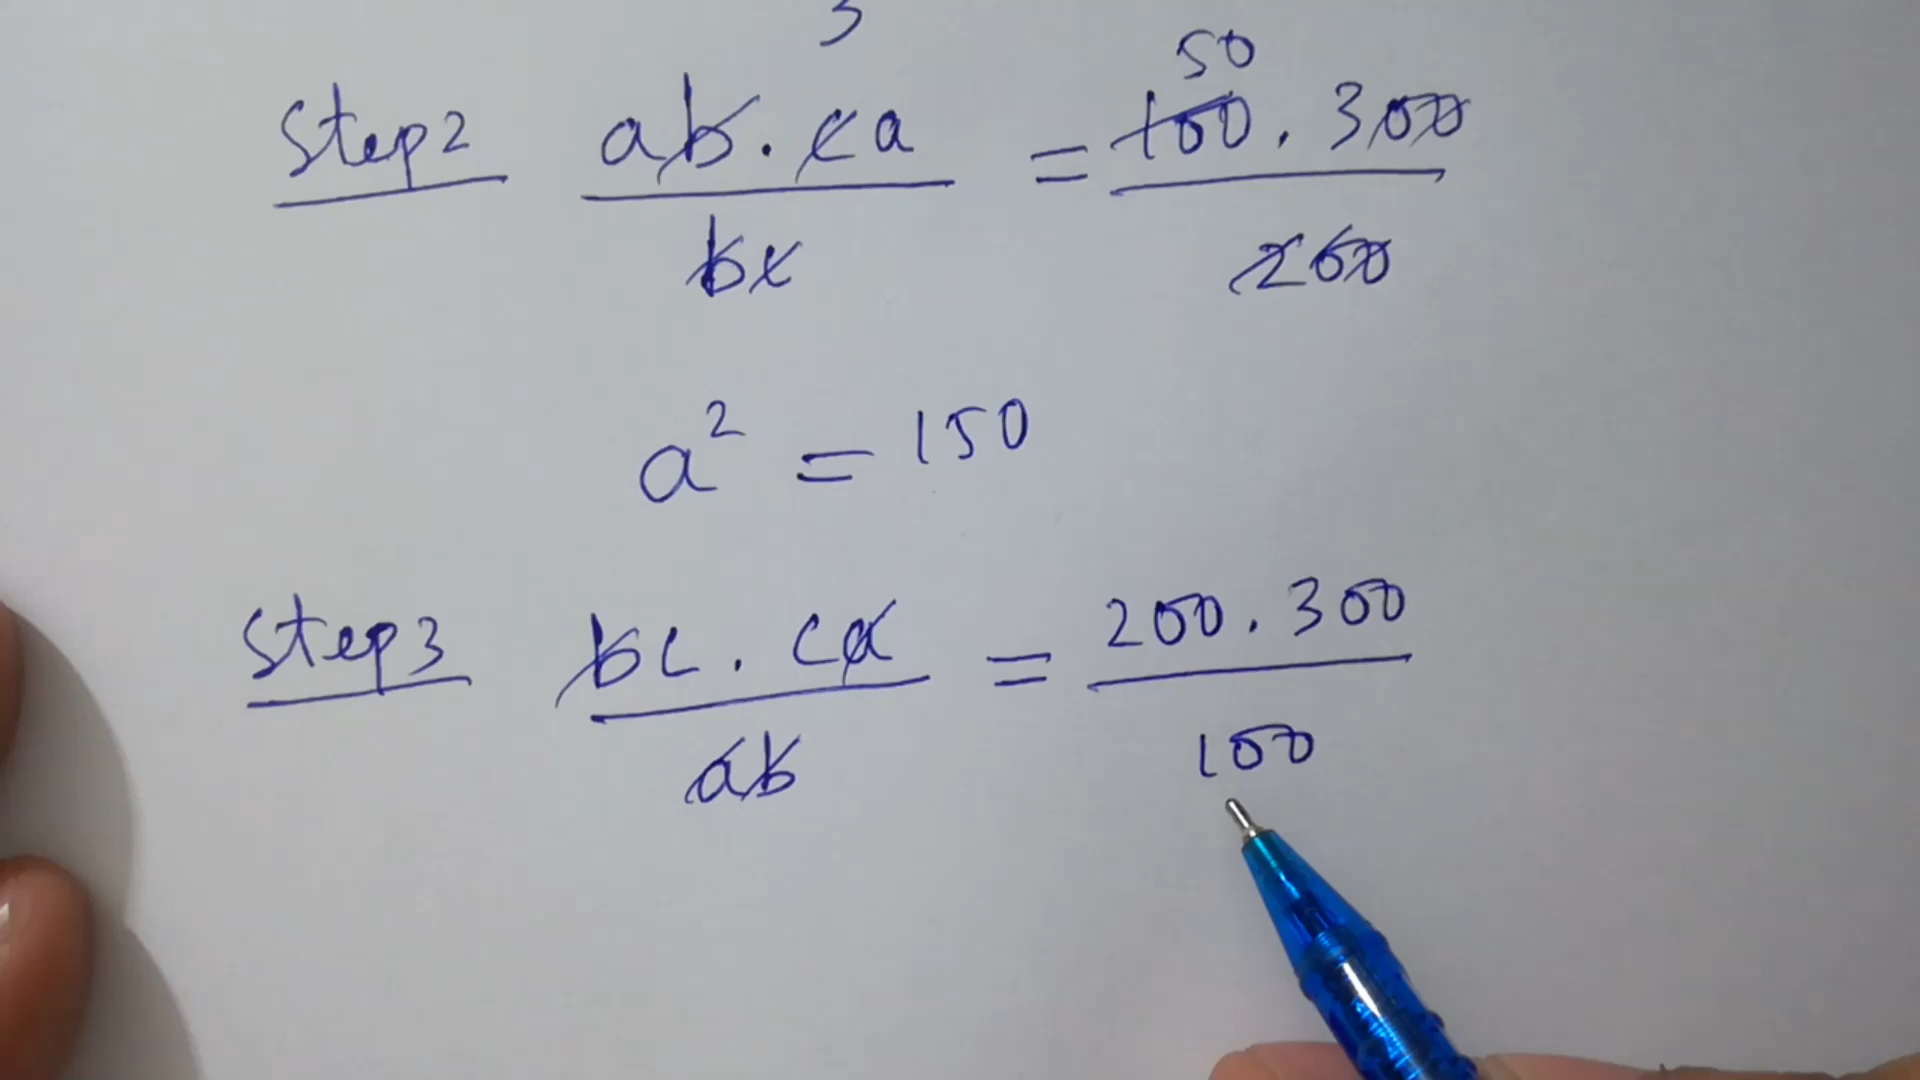 3
50
Step2 ab . ca = 100 . 300
bc 200
a² = 150
Step3 bc . ca = 200 . 300
ab 100